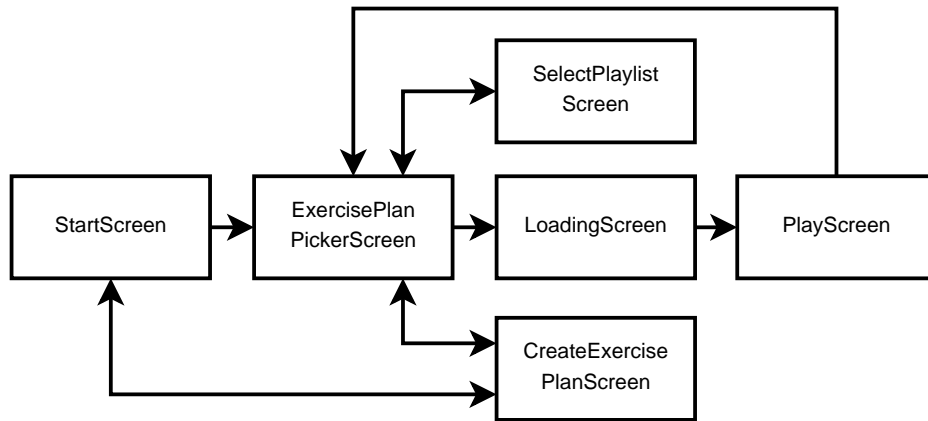 SelectPlaylist
Screen
StartScreen
ExercisePlan
PickerScreen
LoadingScreen
PlayScreen
CreateExercise
PlanScreen